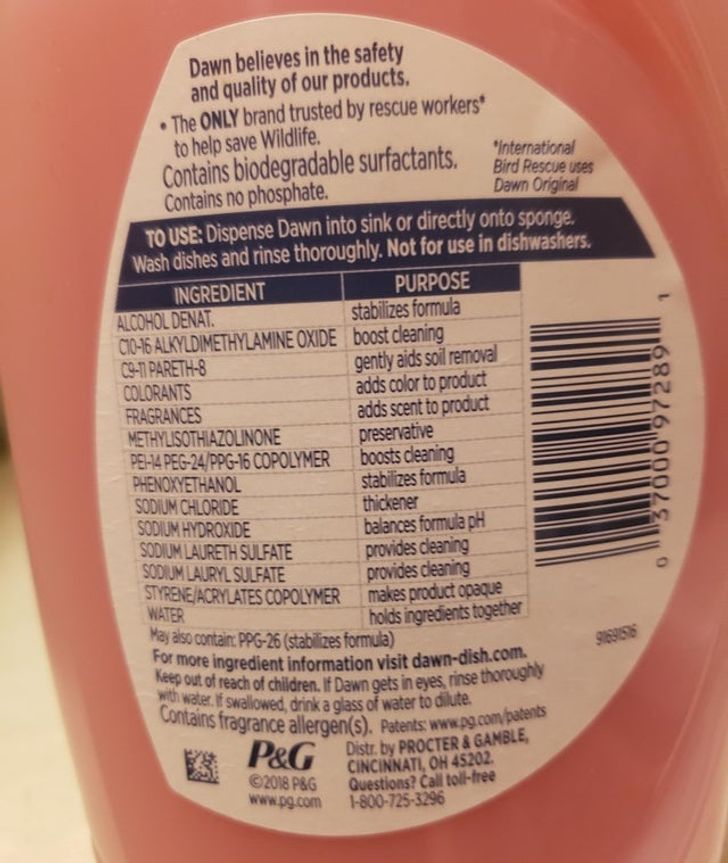 Dawn believes in the safety
and quality of our products.
• The ONLY brand trusted by rescue workers*
to help save Wildlife.
Contains biodegradable surfactants.
Contains no phosphate.
*International
Bird Rescue uses
Dawn Original
TO USE: Dispense Dawn into sink or directly onto sponge.
Wash dishes and rinse thoroughly. Not for use in dishwashers.
INGREDIENT PURPOSE
ALCOHOL DENAT. stabilizes formula
C10-16 ALKYLDIMETHYLAMINE OXIDE boost cleaning
C9-11 PARETH-8 gently aids soil removal
COLORANTS adds color to product
FRAGRANCES adds scent to product
METHYLISOTHIAZOLINONE preservative
PEI-14 PEG-24/PPG-16 COPOLYMER boosts cleaning
PHENOXYETHANOL stabilizes formula
SODIUM CHLORIDE thickener
SODIUM HYDROXIDE balances formula pH
SODIUM LAURETH SULFATE provides cleaning
SODIUM LAURYL SULFATE provides cleaning
STYRENE/ACRYLATES COPOLYMER makes product opaque
WATER holds ingredients together
0 37000 97289 1
91691516
May also contain: PPG-26 (stabilizes formula)
For more ingredient information visit dawn-dish.com.
Keep out of reach of children. If Dawn gets in eyes, rinse thoroughly
with water. If swallowed, drink a glass of water to dilute.
Contains fragrance allergen(s). Patents: www.pg.com/patents
P&G
©2018 P&G
www.pg.com
Distr. by PROCTER & GAMBLE,
CINCINNATI, OH 45202.
Questions? Call toll-free
1-800-725-3296